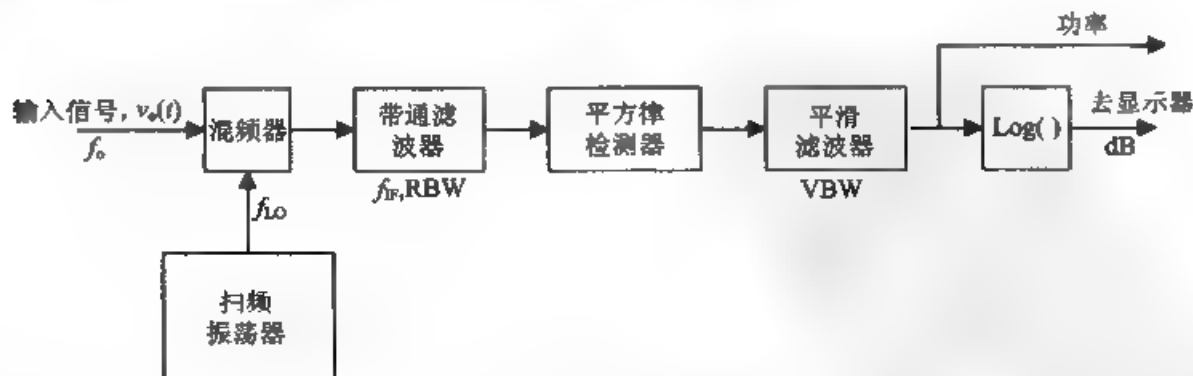 功率
输入信号, vₒ(t)
fₒ
混频器
带通滤
波器
f_IF,RBW
平方律
检测器
平滑
滤波器
VBW
Log( )
去显示器
dB
f_LO
扫频
振荡器